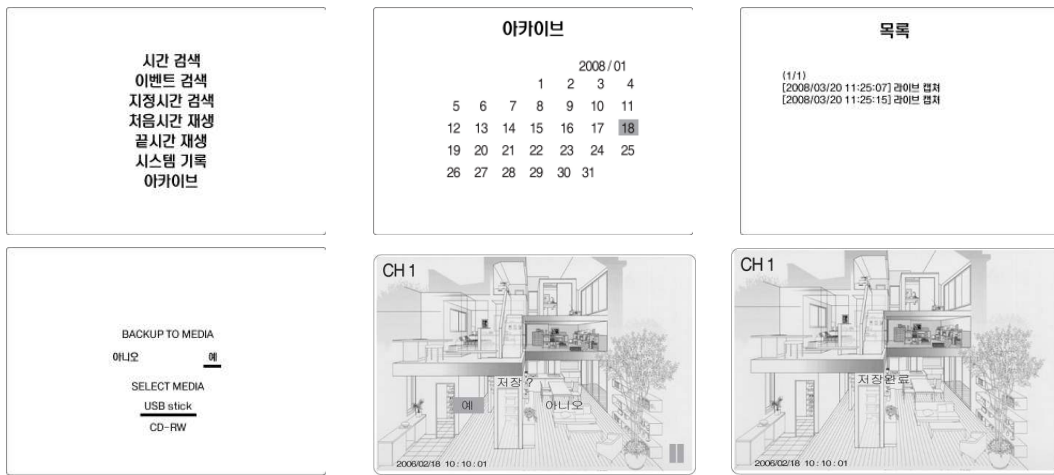 시간 검색
이벤트 검색
지정시간 검색
처음시간 재생
끝시간 재생
시스템 기록
아카이브
아카이브
2008 / 01
1 2 3 4
5 6 7 8 9 10 11
12 13 14 15 16 17 18
19 20 21 22 23 24 25
26 27 28 29 30 31
목록
(1/1)
[2008/03/20 11:25:07] 라이브 캡쳐
[2008/03/20 11:25:15] 라이브 캡쳐
BACKUP TO MEDIA
아니오 예
SELECT MEDIA
USB stick
CD-RW
CH 1
저장?
예 아니오
2006/02/18 10 : 10 : 01
CH 1
저장완료
2006/02/18 10 : 10 : 01